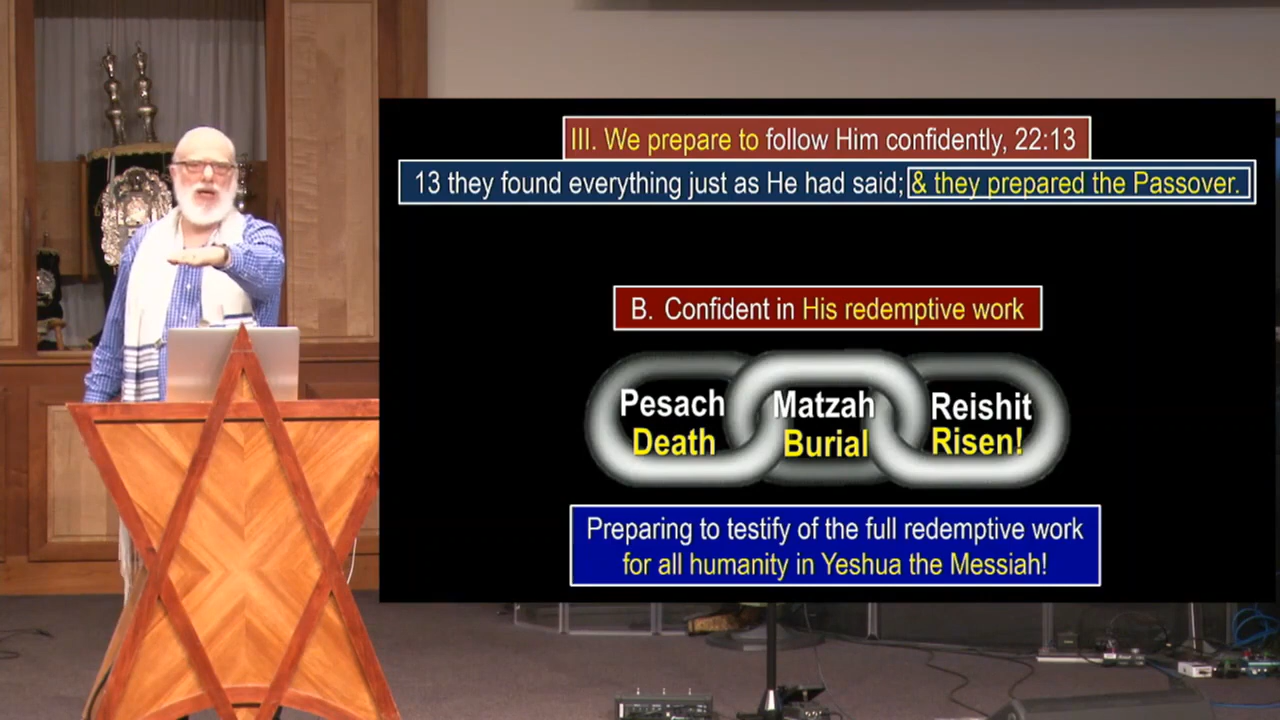 III. We prepare to follow Him confidently, 22:13
13 they found everything just as He had said; & they prepared the Passover.
B. Confident in His redemptive work
Pesach Matzah Reishit
Death Burial Risen!
Preparing to testify of the full redemptive work
for all humanity in Yeshua the Messiah!